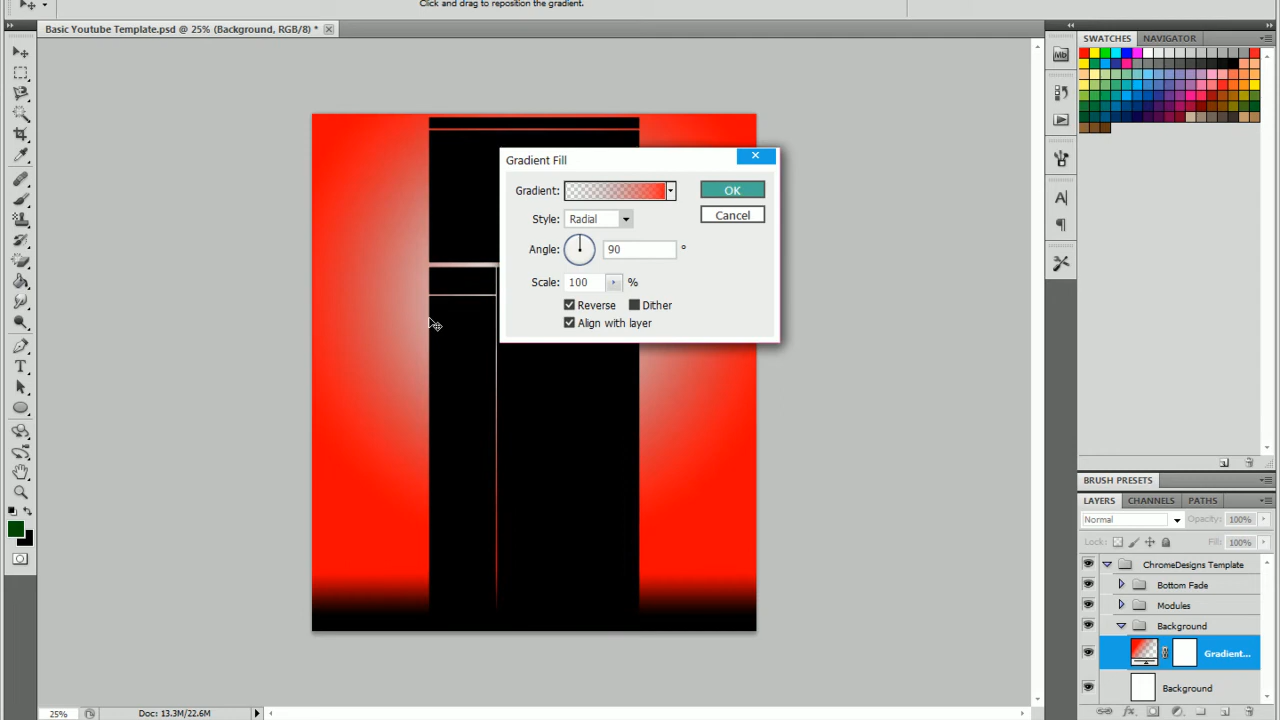 Click and drag to reposition the gradient.
Basic Youtube Template.psd @ 25% (Background, RGB/8) *
SWATCHES NAVIGATOR
Gradient Fill
Gradient:
OK
Style: Radial
Cancel
Angle: 90 °
Scale: 100 %
Reverse Dither
Align with layer
BRUSH PRESETS
LAYERS CHANNELS PATHS
Normal Opacity: 100%
Lock: Fill: 100%
ChromeDesigns Template
Bottom Fade
Modules
Background
Gradient...
Background
25% Doc: 13.3M/22.6M